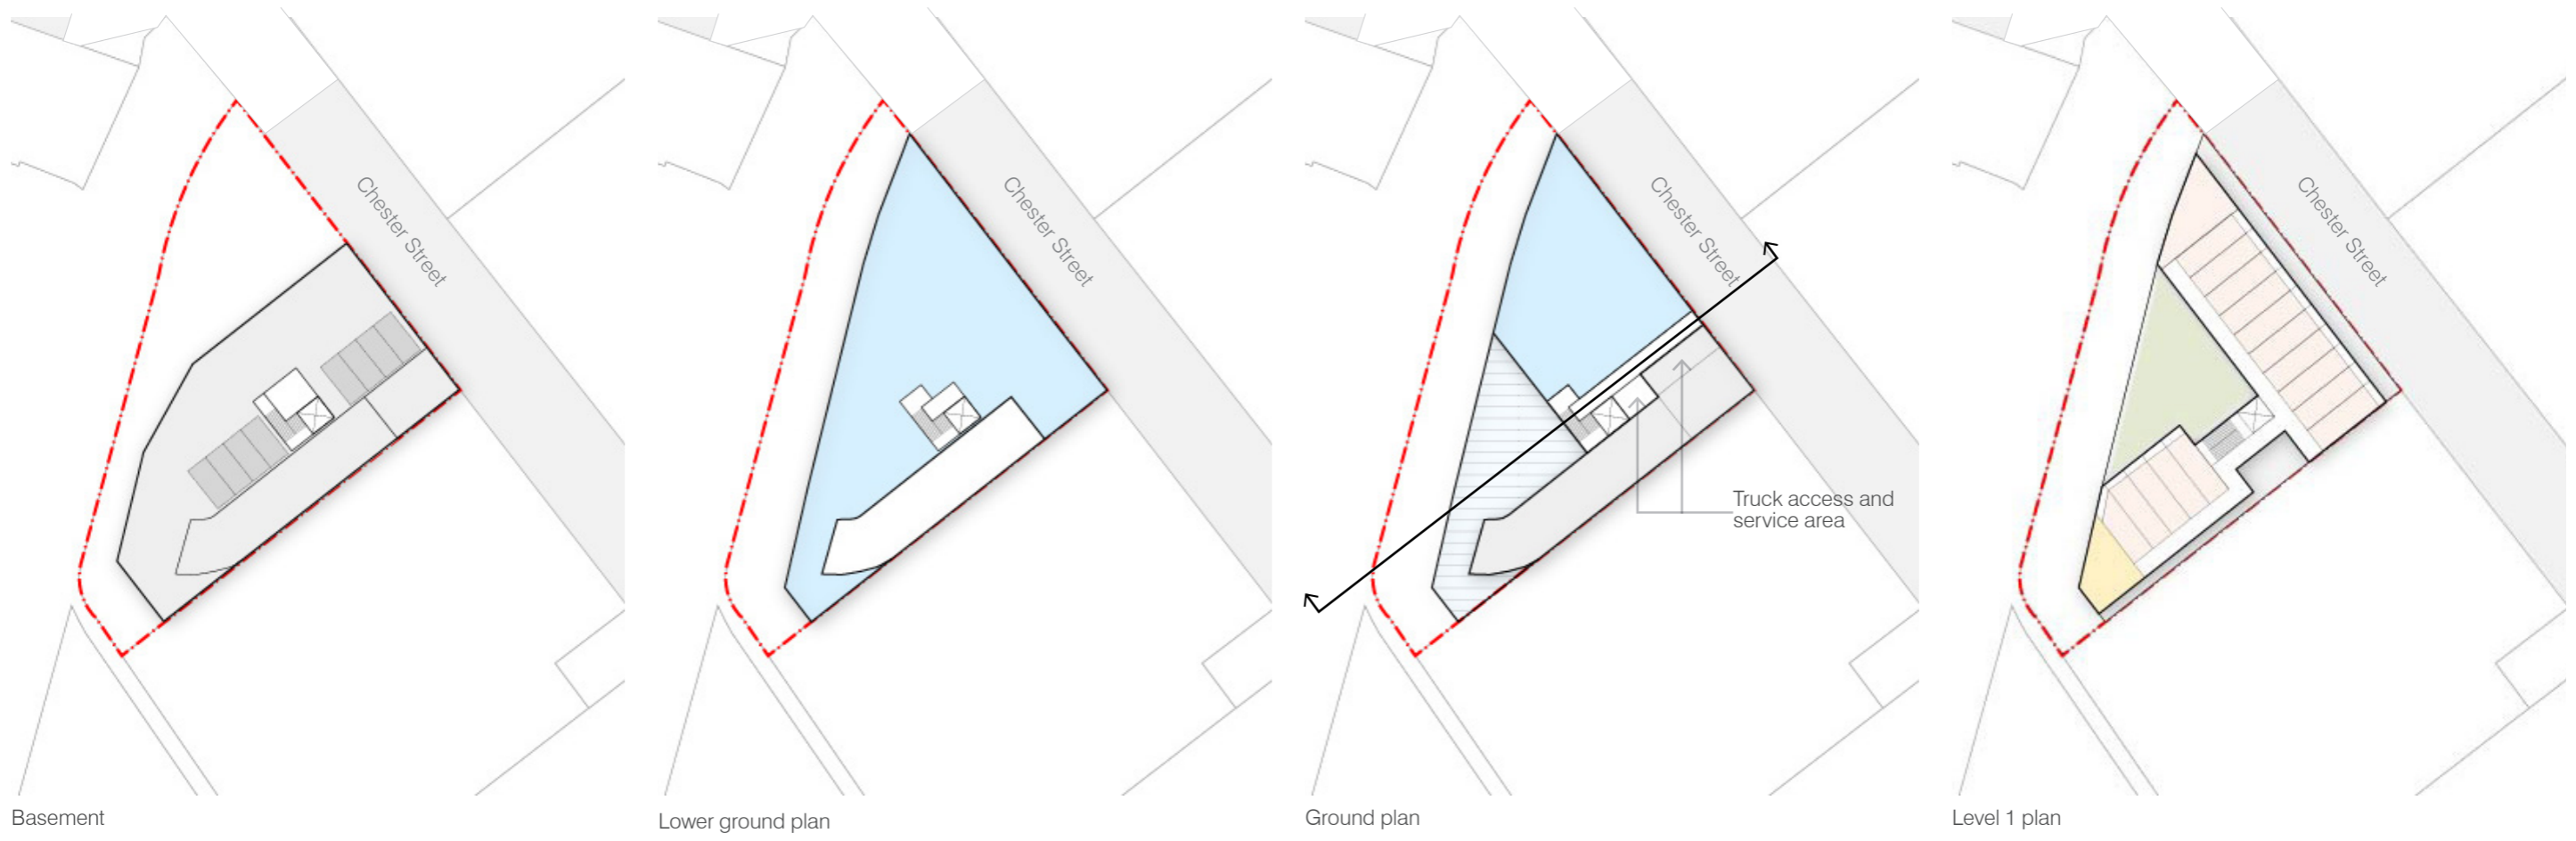 Chester Street
Chester Street
Chester Street
Chester Street
Truck access and
service area
Basement
Lower ground plan
Ground plan
Level 1 plan